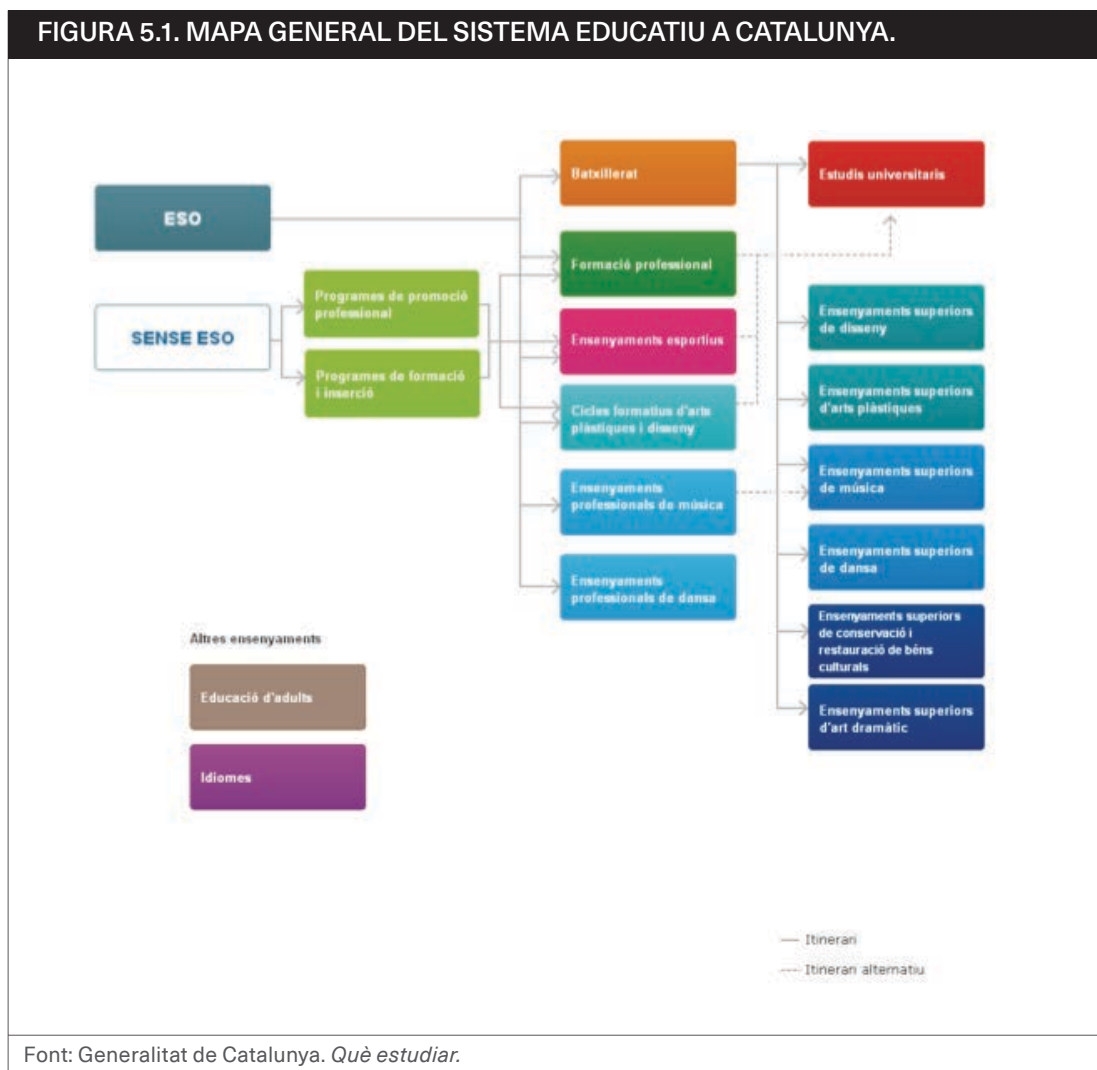 FIGURA 5.1. MAPA GENERAL DEL SISTEMA EDUCATIU A CATALUNYA.
ESO
SENSE ESO
Programes de promoció
professional
Programes de formació
i inserció
Batxillerat
Formació professional
Ensenyaments esportius
Cicles formatius d'arts
plàstiques i disseny
Ensenyaments
professionals de música
Ensenyaments
professionals de dansa
Estudis universitaris
Ensenyaments superiors
de disseny
Ensenyaments superiors
d'arts plàstiques
Ensenyaments superiors
de música
Ensenyaments superiors
de dansa
Ensenyaments superiors
de conservació i
restauració de béns
culturals
Ensenyaments superiors
d'art dramàtic
Altres ensenyaments
Educació d'adults
Idiomes
Itinerari
Itinerari alternatiu
Font: Generalitat de Catalunya. Què estudiar.